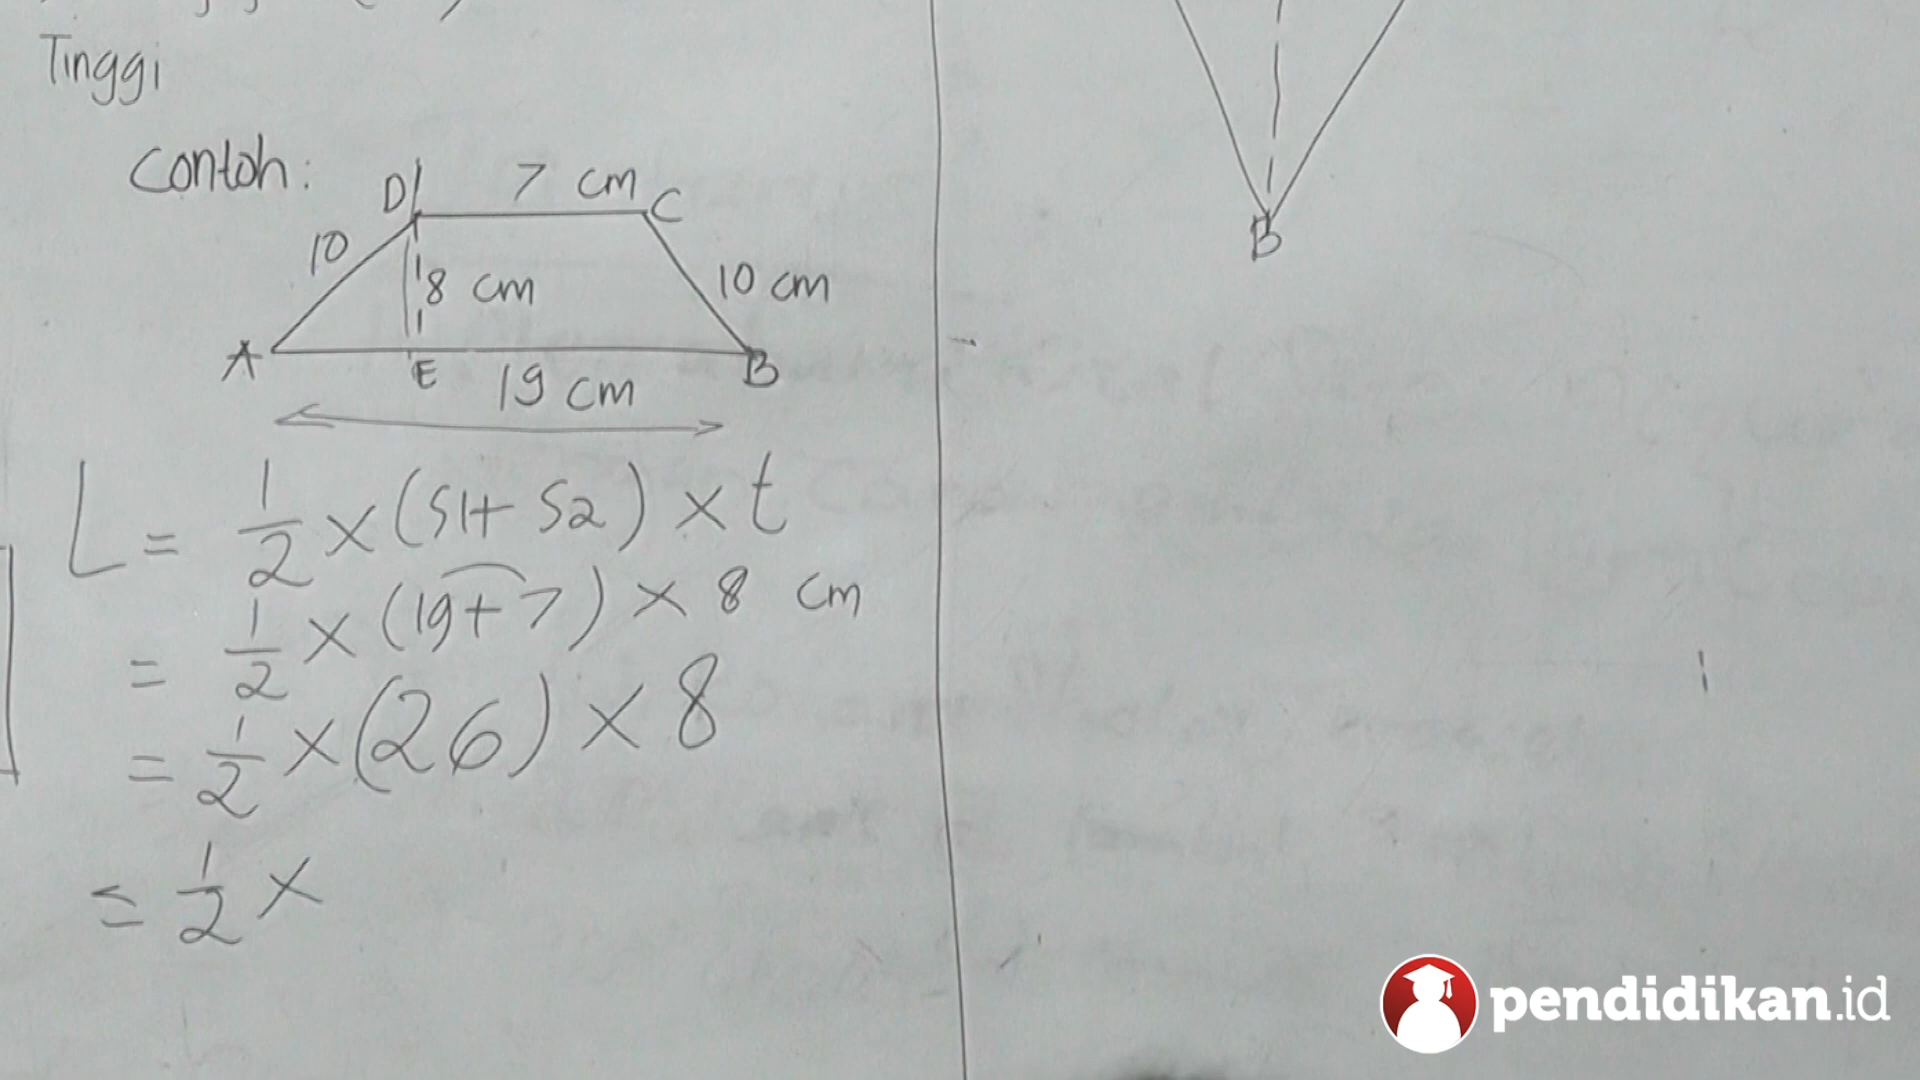 Tinggi
Contoh:
D
7 cm
C
10
8 cm
10 cm
A
E
19 cm
B
L = 1/2 × (S1+ S2) × t
= 1/2 × (19+7) × 8 cm
= 1/2 × (26) × 8
= 1/2 ×
B
pendidikan.id